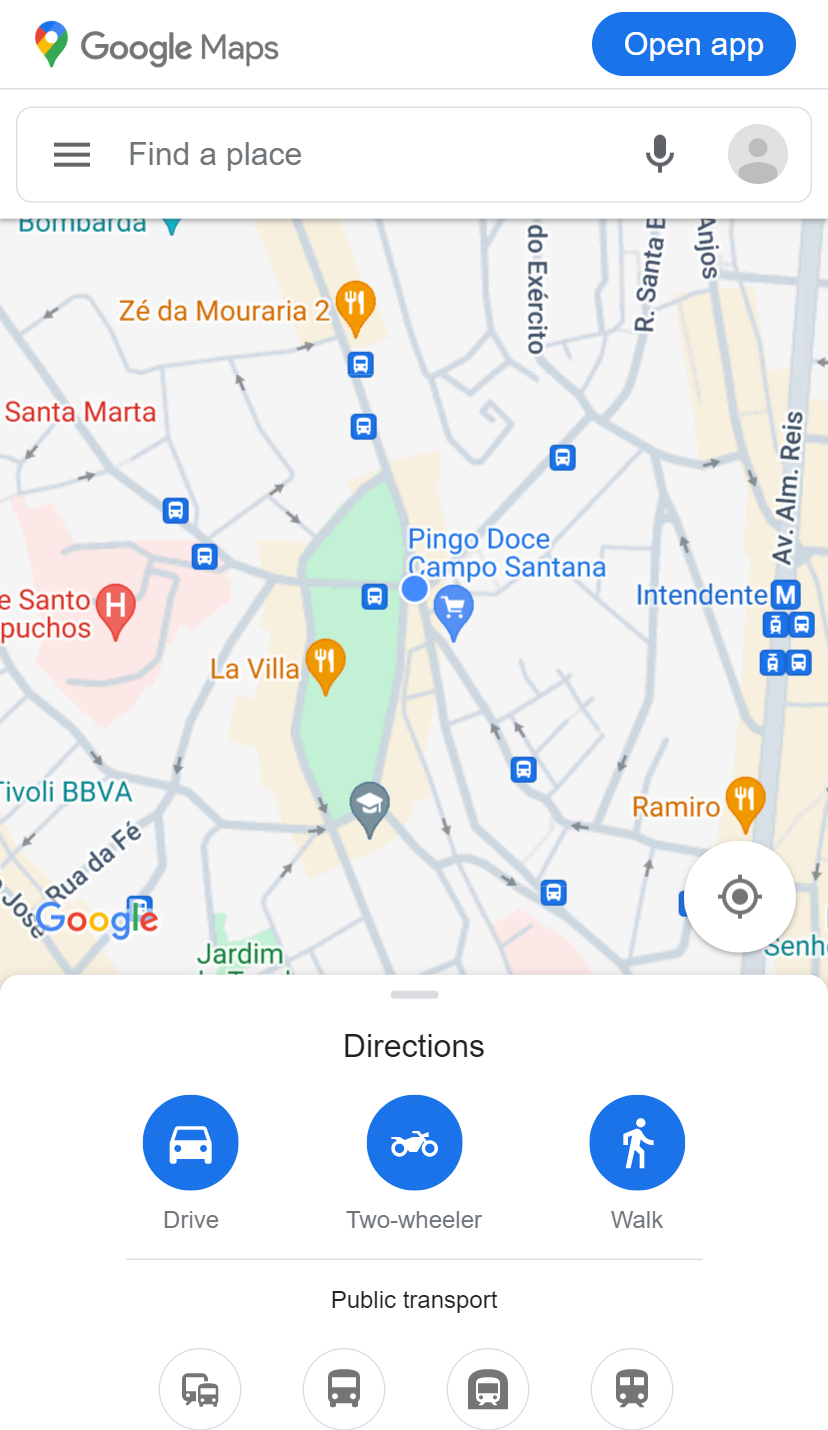 Google Maps
Open app
Find a place
Bombarda
do Exército
R. Santa
Anjos
Zé da Mouraria 2
Santa Marta
Av. Alm. Reis
Pingo Doce
Campo Santana
e Santo
puchos
H
Intendente M
La Villa
Tivoli BBVA
Ramiro
Rua da Fé
José
Google
Jardim
Senh
Directions
Drive
Two-wheeler
Walk
Public transport